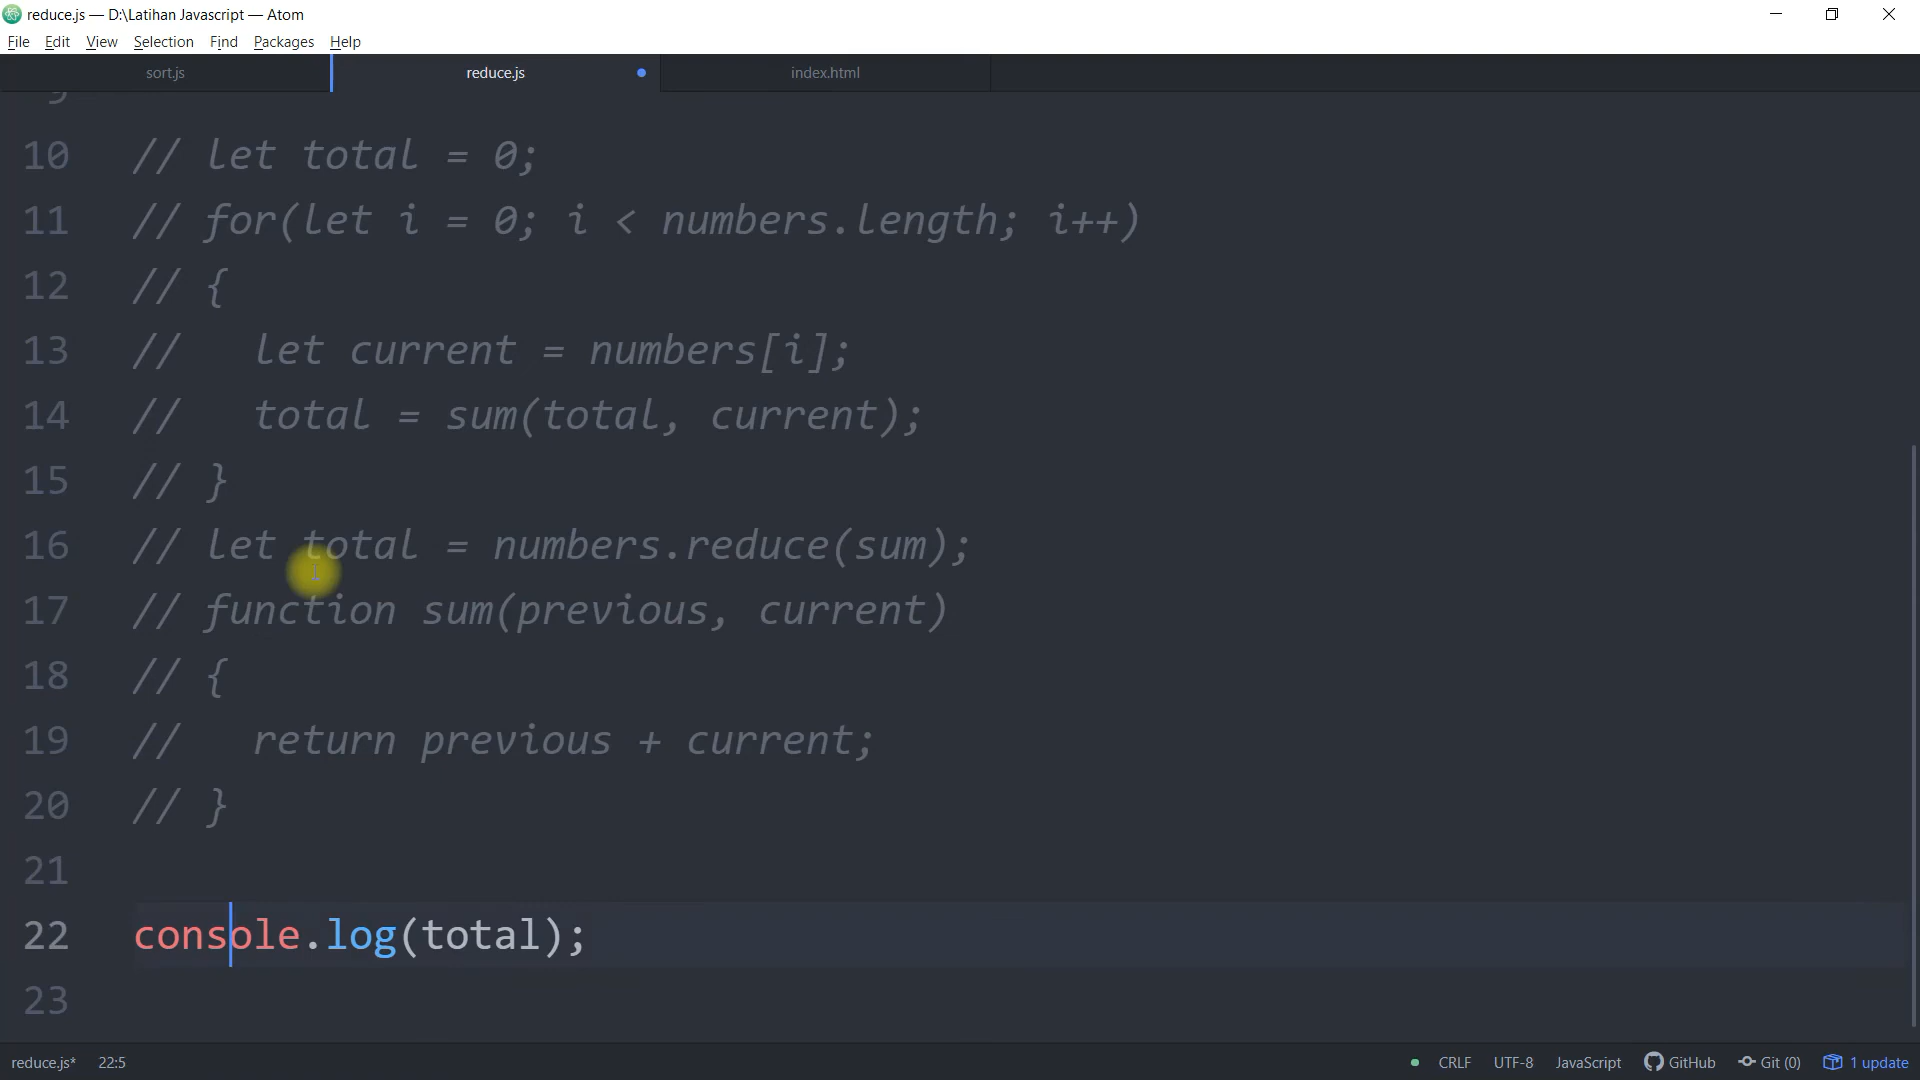 reduce.js — D:\Latihan Javascript — Atom
File Edit View Selection Find Packages Help
sort.js reduce.js index.html
9
10 // let total = 0;
11 // for(let i = 0; i < numbers.length; i++)
12 // {
13 //   let current = numbers[i];
14 //   total = sum(total, current);
15 // }
16 // let total = numbers.reduce(sum);
17 // function sum(previous, current)
18 // {
19 //   return previous + current;
20 // }
21
22 console.log(total);
23
reduce.js* 22:5 CRLF UTF-8 JavaScript GitHub Git (0) 1 update